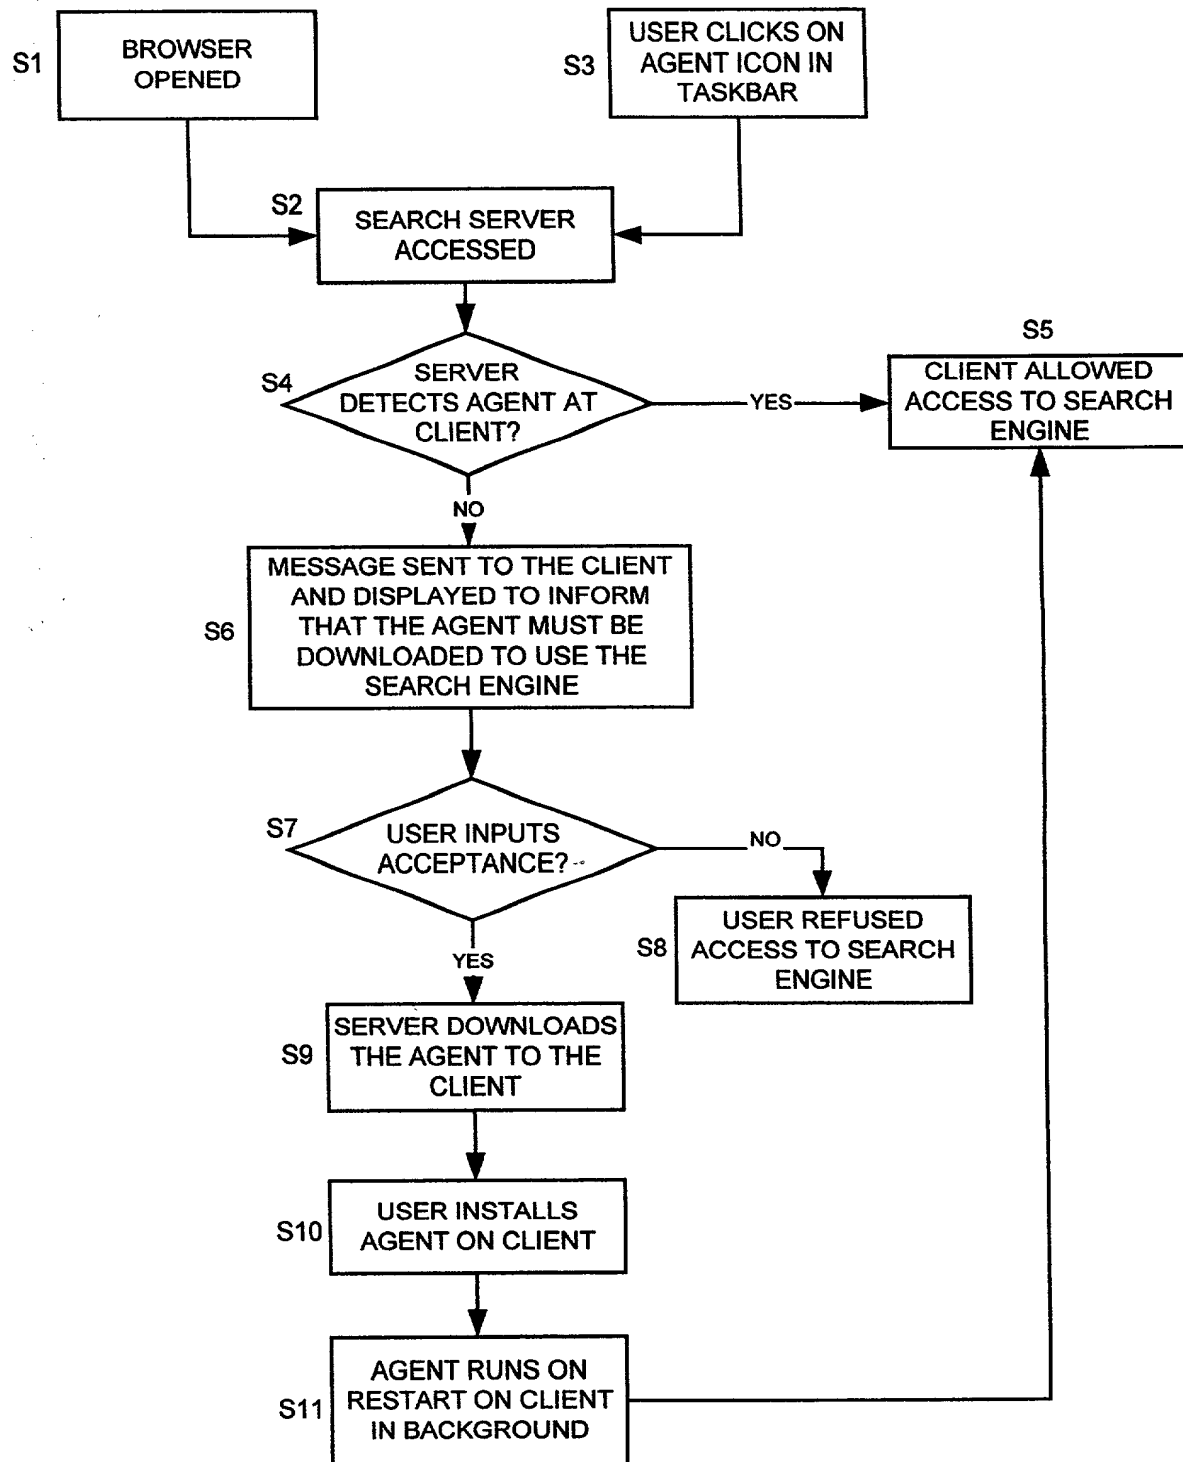 S1
BROWSER
OPENED
S3
USER CLICKS ON
AGENT ICON IN
TASKBAR
S2
SEARCH SERVER
ACCESSED
S4
SERVER
DETECTS AGENT AT
CLIENT?
YES
S5
CLIENT ALLOWED
ACCESS TO SEARCH
ENGINE
NO
S6
MESSAGE SENT TO THE CLIENT
AND DISPLAYED TO INFORM
THAT THE AGENT MUST BE
DOWNLOADED TO USE THE
SEARCH ENGINE
S7
USER INPUTS
ACCEPTANCE?
NO
S8
USER REFUSED
ACCESS TO SEARCH
ENGINE
YES
S9
SERVER DOWNLOADS
THE AGENT TO THE
CLIENT
S10
USER INSTALLS
AGENT ON CLIENT
S11
AGENT RUNS ON
RESTART ON CLIENT
IN BACKGROUND